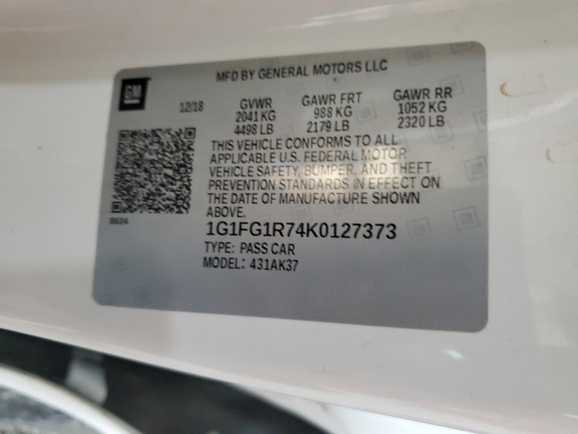 MFD BY GENERAL MOTORS LLC
GM
12/18 GVWR GAWR FRT GAWR RR
2041 KG 988 KG 1052 KG
4498 LB 2179 LB 2320 LB
THIS VEHICLE CONFORMS TO ALL
APPLICABLE U.S. FEDERAL MOTOR
VEHICLE SAFETY, BUMPER, AND THEFT
PREVENTION STANDARDS IN EFFECT ON
THE DATE OF MANUFACTURE SHOWN
ABOVE.
1G1FG1R74K0127373
TYPE: PASS CAR
MODEL: 431AK37